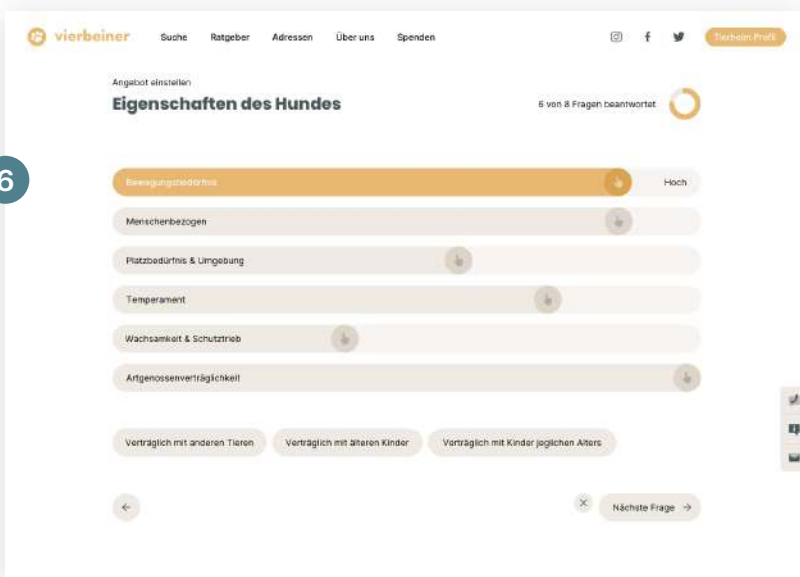 vierbeiner Suche Ratgeber Adressen Über uns Spenden Tierheim Profil
Angebot einstellen
Eigenschaften des Hundes
6 von 8 Fragen beantwortet
6
Bewegungsbedürfnis Hoch
Menschenbezogen
Platzbedürfnis & Umgebung
Temperament
Wachsamkeit & Schutztrieb
Artgenossenverträglichkeit
Verträglich mit anderen Tieren Verträglich mit älteren Kinder Verträglich mit Kinder jeglichen Alters
Nächste Frage